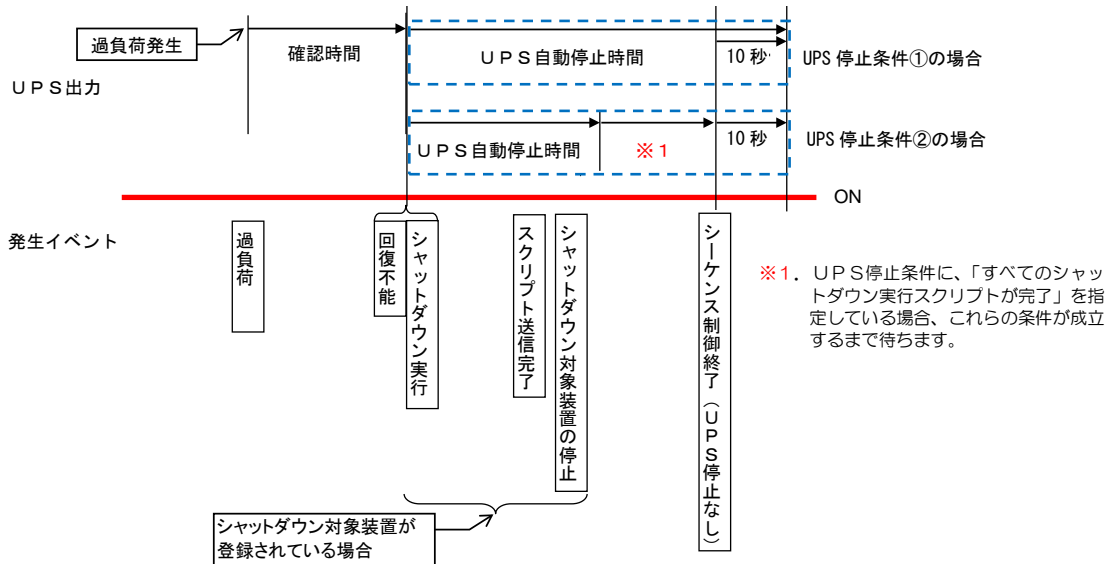 過負荷発生
確認時間
ＵＰＳ自動停止時間
10 秒
UPS 停止条件①の場合
ＵＰＳ出力
ＵＰＳ自動停止時間
※１
10 秒
UPS 停止条件②の場合
ON
発生イベント
過負荷
回復不能
シャットダウン実行
スクリプト送信完了
シャットダウン対象装置の停止
シーケンス制御終了（ＵＰＳ停止なし）
※１．ＵＰＳ停止条件に、「すべてのシャッ
トダウン実行スクリプトが完了」を指
定している場合、これらの条件が成立
するまで待ちます。
シャットダウン対象装置が
登録されている場合